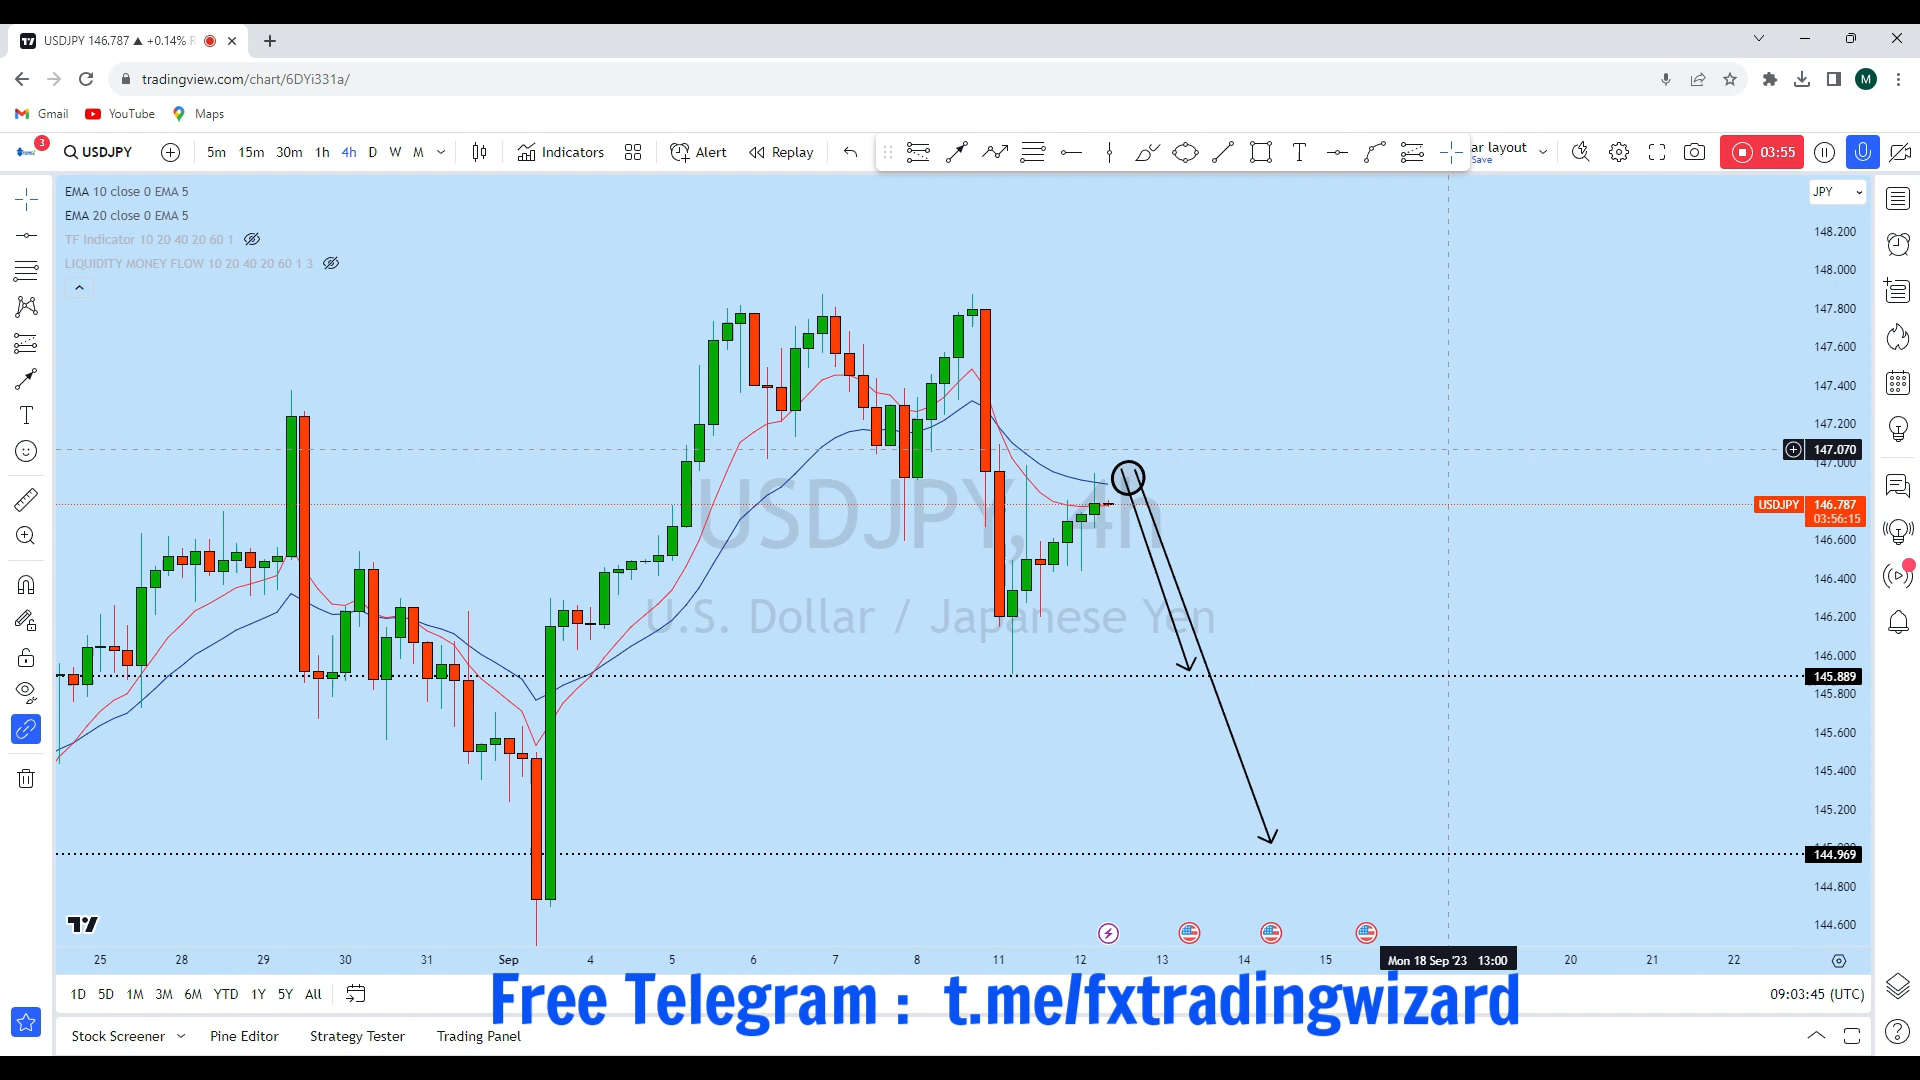 USDJPY 146.787 ▲ +0.14%
tradingview.com/chart/6DYi331a/
M
Gmail YouTube Maps
3
USDJPY 5m 15m 30m 1h 4h D W M Indicators Alert Replay ar layout
Save
03:55
EMA 10 close 0 EMA 5
EMA 20 close 0 EMA 5
TF Indicator 10 20 40 20 60 1
LIQUIDITY MONEY FLOW 10 20 40 20 60 1 3
JPY
148.200
148.000
147.800
147.600
147.400
147.200
147.070
147.000
USDJPY 146.787
03:56:15
146.600
146.400
146.200
146.000
145.889
145.800
145.600
145.400
145.200
144.969
144.800
144.600
USDJPY, 4h
U.S. Dollar / Japanese Yen
25 28 29 30 31 Sep 4 5 6 7 8 11 12 13 14 15 Mon 18 Sep '23 13:00 20 21 22
1D 5D 1M 3M 6M YTD 1Y 5Y All
09:03:45 (UTC)
Free Telegram : t.me/fxtradingwizard
Stock Screener Pine Editor Strategy Tester Trading Panel